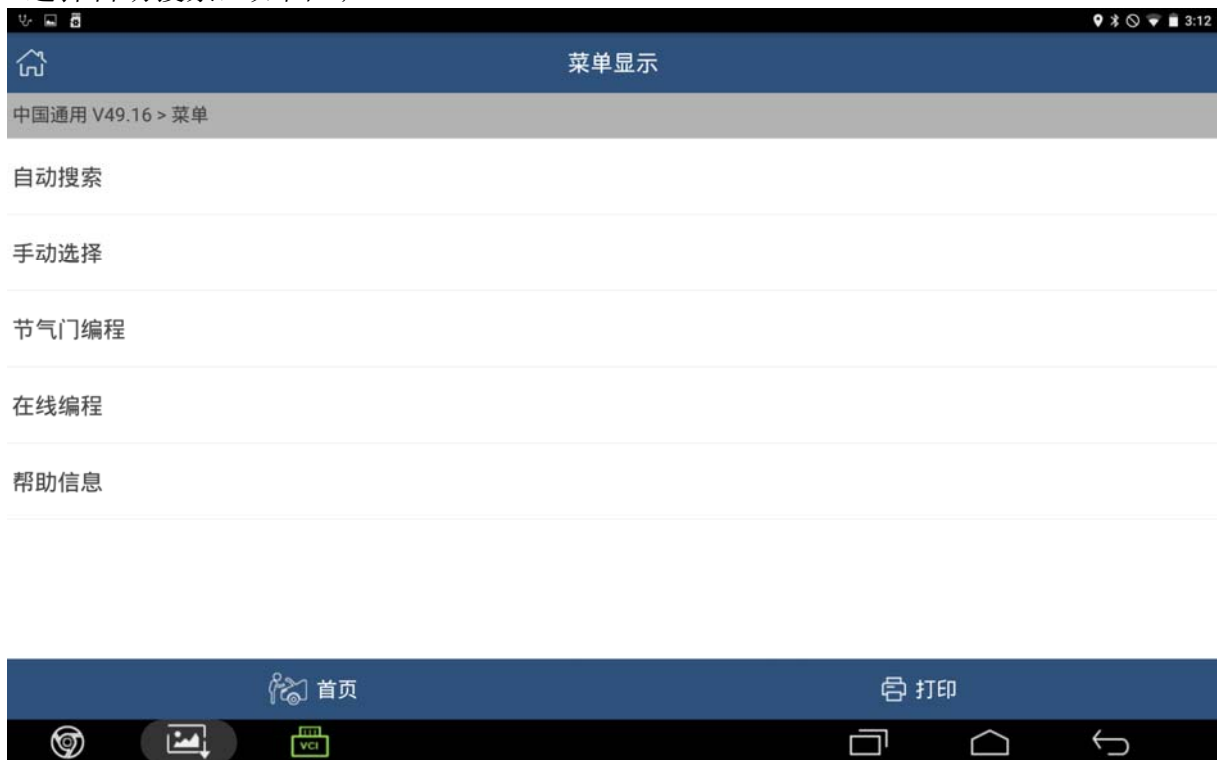 3:12
菜单显示
中国通用 V49.16 > 菜单
自动搜索
手动选择
节气门编程
在线编程
帮助信息
首页
打印
VCI